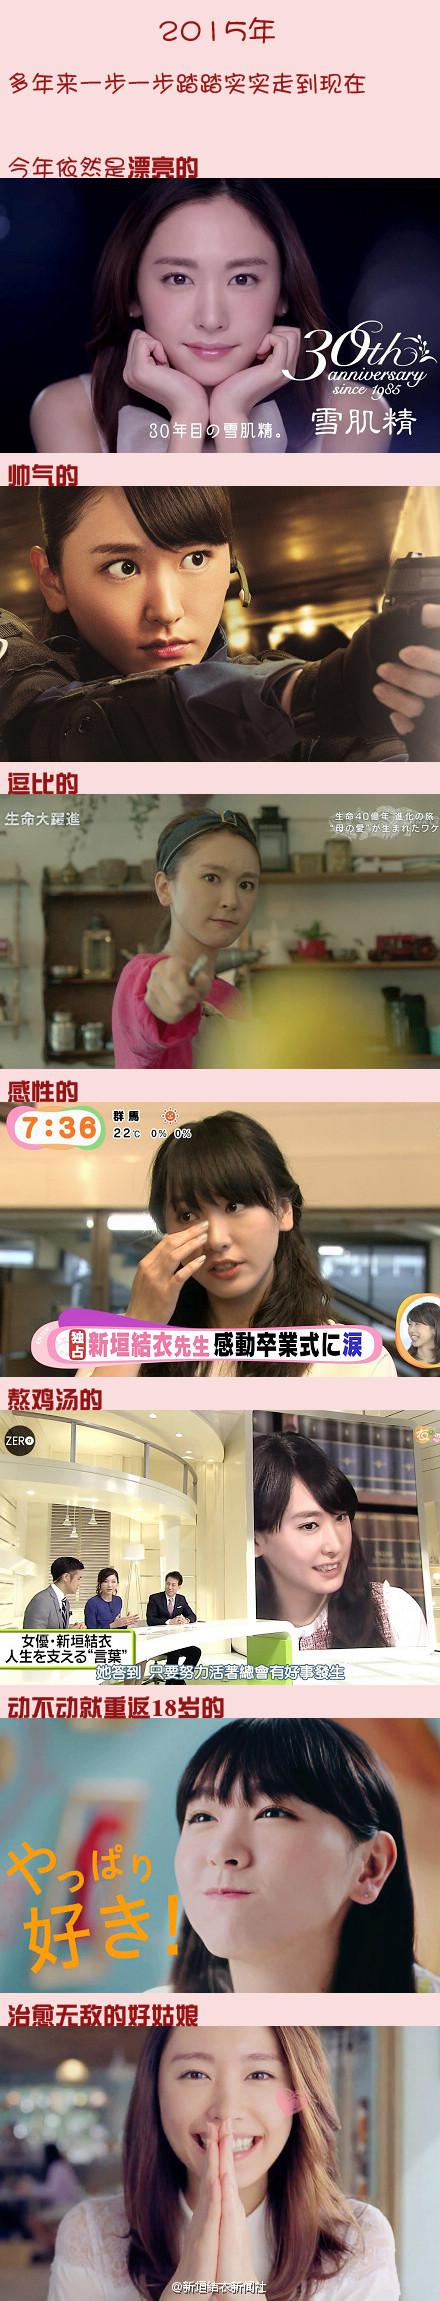 2015年
多年来一步一步踏踏实实走到现在
今年依然是漂亮的
30th
anniversary
since 1985
30年目の雪肌精。
雪肌精
帅气的
逗比的
生命大躍進
生命40億年 進化の旅
“母の愛”が生まれたワケ
感性的
7:36
群馬
22℃ 0% 0%
独占 新垣結衣先生 感動卒業式に涙
熬鸡汤的
ZERO
女優・新垣結衣
人生を支える“言葉”
她答到 只要努力活著總會有好事發生
动不动就重返18岁的
やっぱり
好き!
治愈无敌的好姑娘
@新垣结衣新闻社